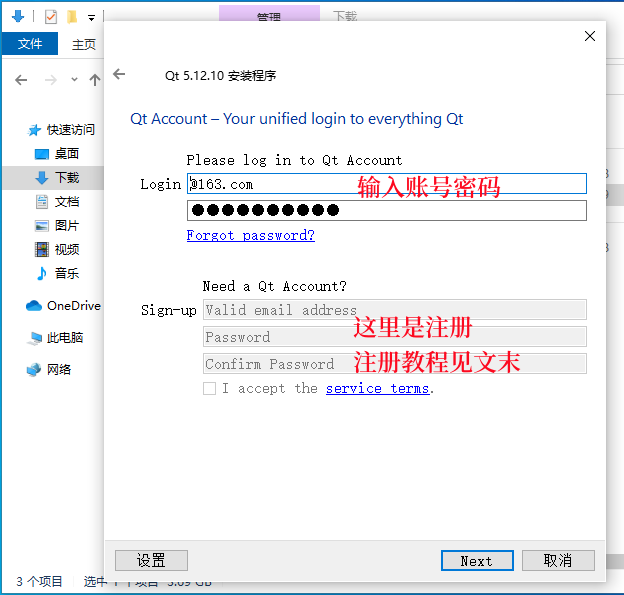 管理
下载
文件
主页
Qt 5.12.10 安装程序
快速访问
桌面
下载
文档
图片
视频
音乐
OneDrive
此电脑
网络
Qt Account – Your unified login to everything Qt
Please log in to Qt Account
Login @163.com
输入账号密码
Forgot password?
Need a Qt Account?
Sign-up Valid email address
这里是注册
Password
Confirm Password
注册教程见文末
I accept the service terms.
设置
Next
取消
3 个项目
选中 1 个项目 3.69 GB